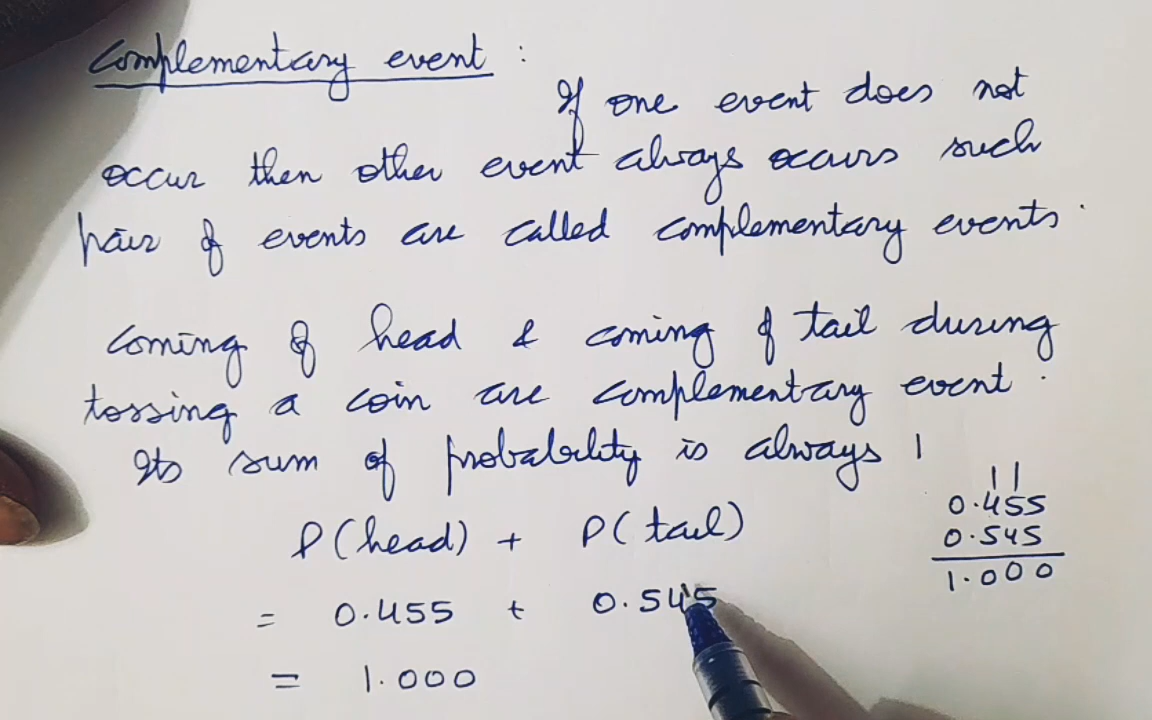 Complementary event :
If one event does not
occur then other event always occurs such
pair of events are called complementary events.
Coming of head & coming of tail during
tossing a coin are complementary event.
Its sum of probability is always 1
P(head) + P(tail)
= 0.455 + 0.545
= 1.000
11
0.455
0.545
1.000